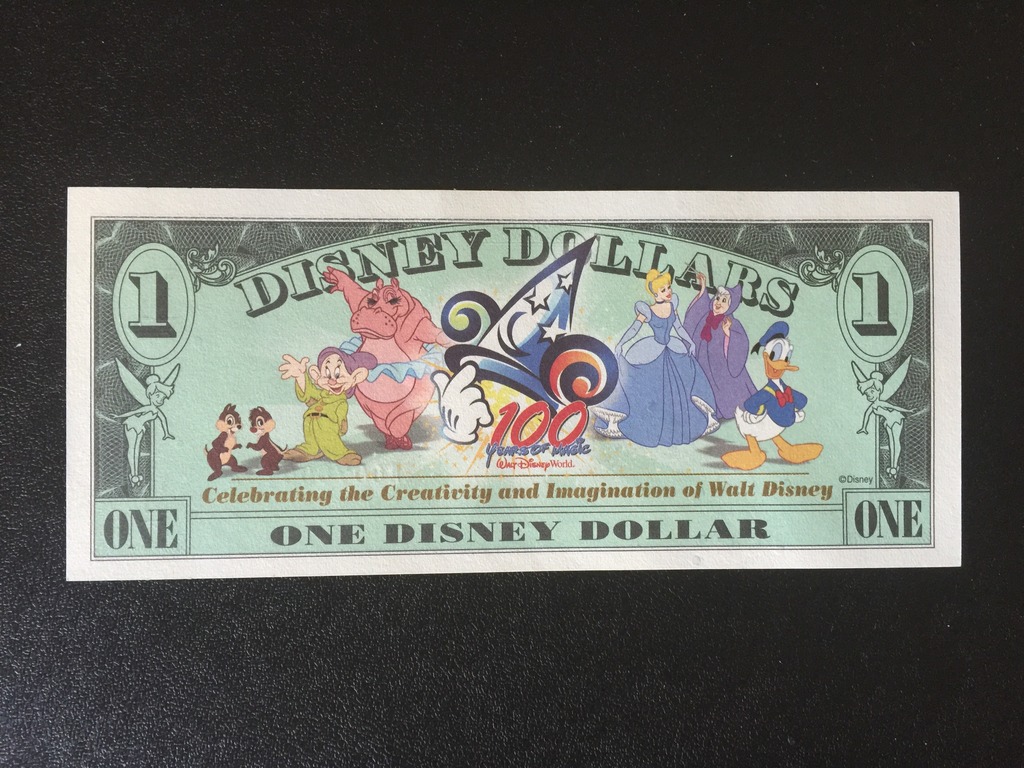 DISNEY DOLLARS
1
1
100
YEARS OF MAGIC
Walt Disney World.
©Disney
Celebrating the Creativity and Imagination of Walt Disney
ONE
ONE DISNEY DOLLAR
ONE